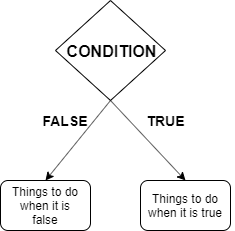 CONDITION
FALSE
TRUE
Things to do
when it is
false
Things to do
when it is true